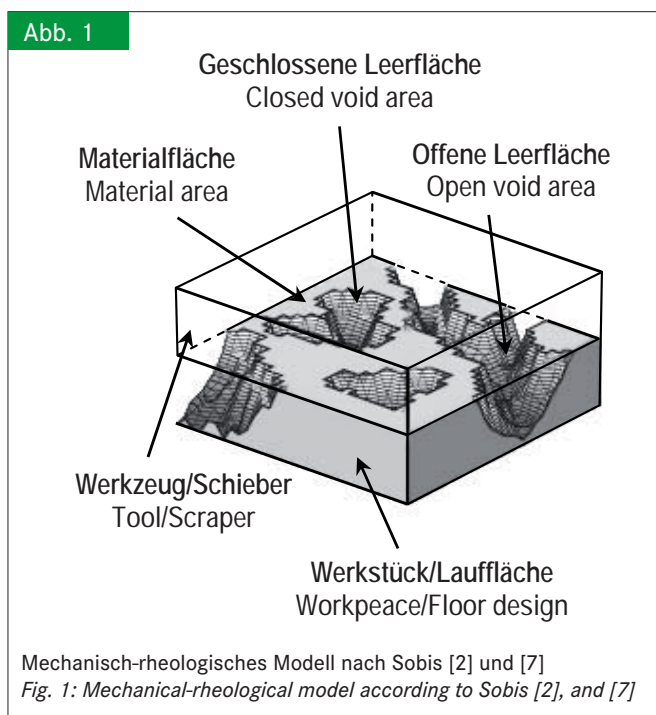 Abb. 1
Geschlossene Leerfläche
Closed void area
Materialfläche
Material area
Offene Leerfläche
Open void area
Werkzeug/Schieber
Tool/Scraper
Werkstück/Lauffläche
Workpeace/Floor design
Mechanisch-rheologisches Modell nach Sobis [2] und [7]
Fig. 1: Mechanical-rheological model according to Sobis [2], and [7]